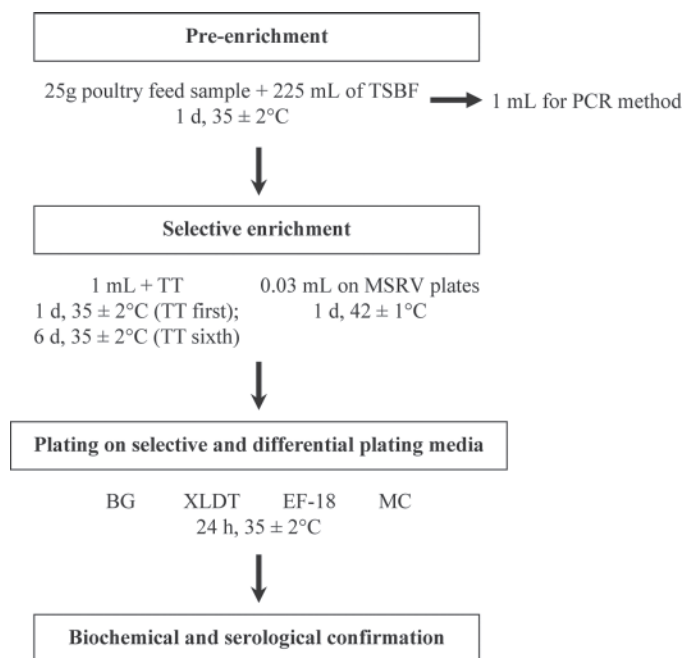 Pre-enrichment
25g poultry feed sample + 225 mL of TSBF
1 d, 35 ± 2°C
1 mL for PCR method
Selective enrichment
1 mL + TT
1 d, 35 ± 2°C (TT first);
6 d, 35 ± 2°C (TT sixth)
0.03 mL on MSRV plates
1 d, 42 ± 1°C
Plating on selective and differential plating media
BG XLDT EF-18 MC
24 h, 35 ± 2°C
Biochemical and serological confirmation